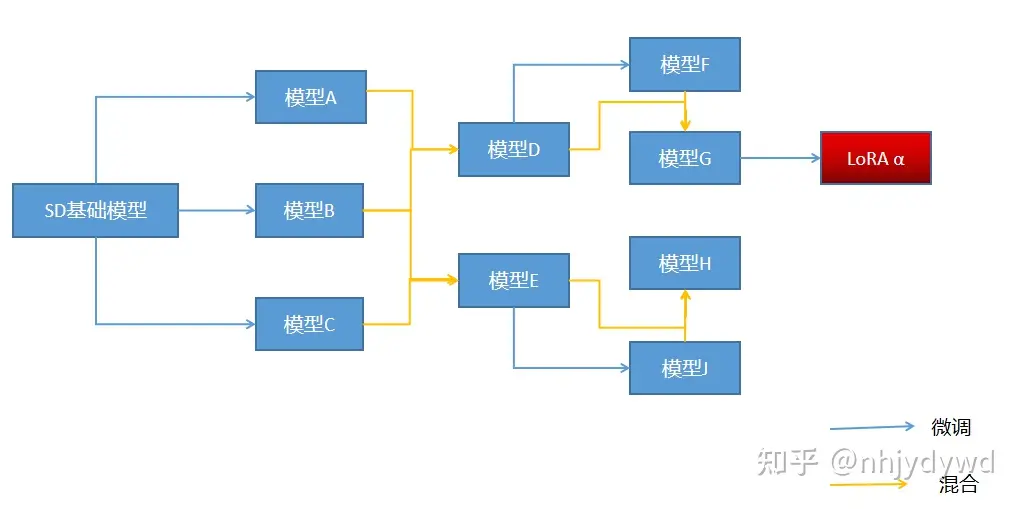 模型F
模型A
模型D
模型G
LoRA α
SD基础模型
模型B
模型H
模型E
模型C
模型J
微调
知乎 @nhjydywd
混合